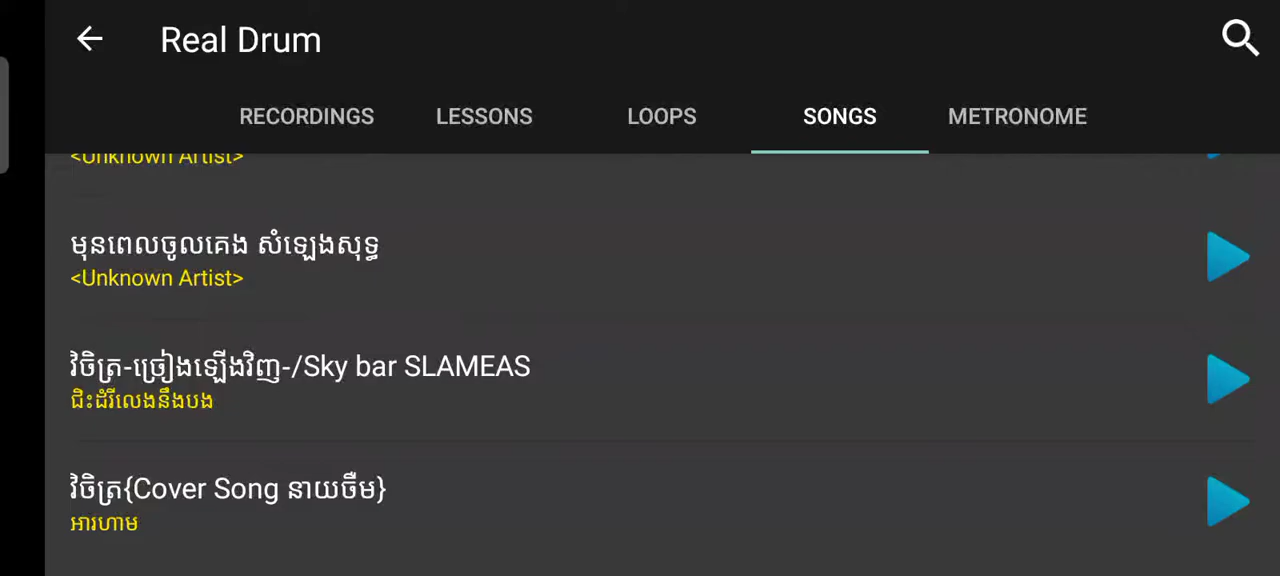 Real Drum
RECORDINGS LESSONS LOOPS SONGS METRONOME
<Unknown Artist>
មុនពេលចូលគេង សំឡេងសុទ្ធ
<Unknown Artist>
វិចិត្រ-ច្រៀងឡើងវិញ-/Sky bar SLAMEAS
ជិះដំរីលេងនឹងបង
វិចិត្រ{Cover Song នាយចឺម}
អារហាម